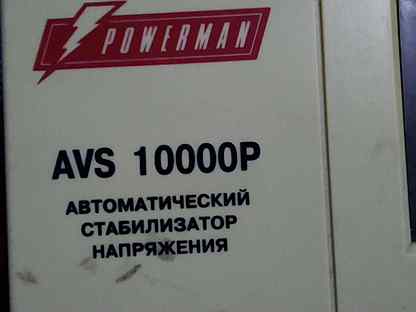 POWERMAN
AVS 10000P
АВТОМАТИЧЕСКИЙ
СТАБИЛИЗАТОР
НАПРЯЖЕНИЯ